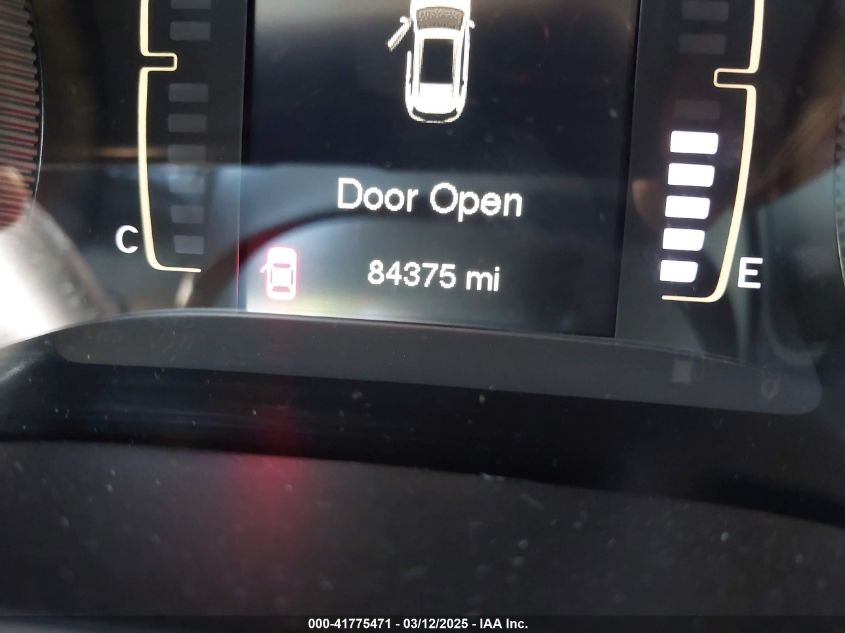 Door Open
C
84375 mi
E
000-41775471 - 03/12/2025 - IAA Inc.